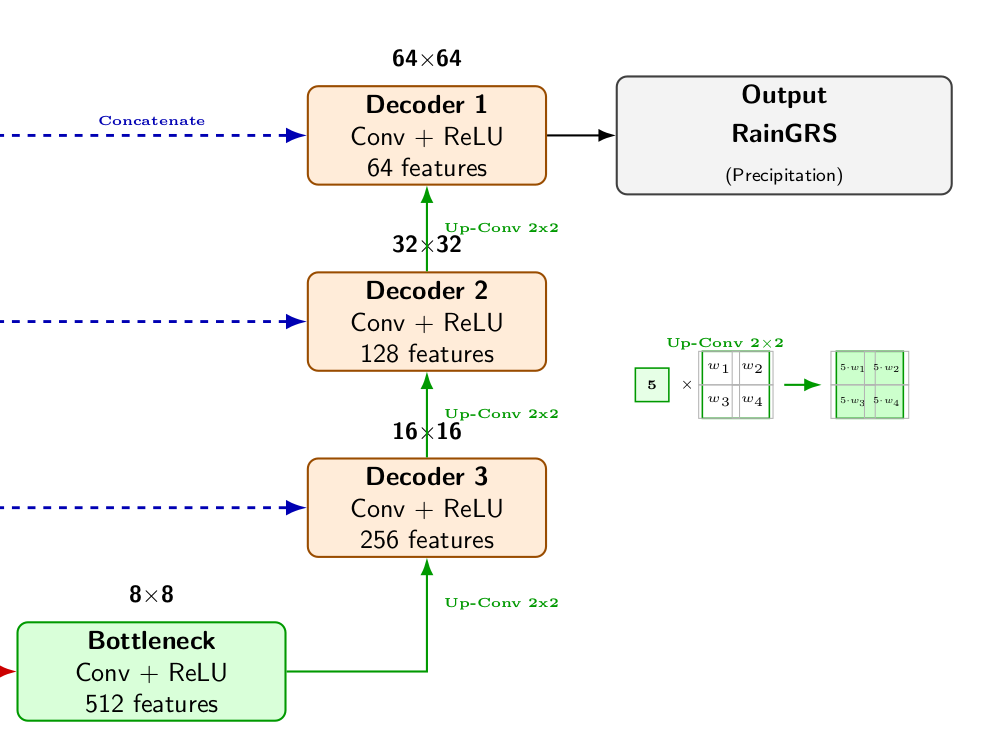 64×64
Decoder 1
Conv + ReLU
64 features
Concatenate
Output
RainGRS
(Precipitation)
Up-Conv 2x2
32×32
Decoder 2
Conv + ReLU
128 features
Up-Conv 2×2
5 × w₁ w₂
w₃ w₄
5·w₁ 5·w₂
5·w₃ 5·w₄
Up-Conv 2x2
16×16
Decoder 3
Conv + ReLU
256 features
Up-Conv 2x2
8×8
Bottleneck
Conv + ReLU
512 features